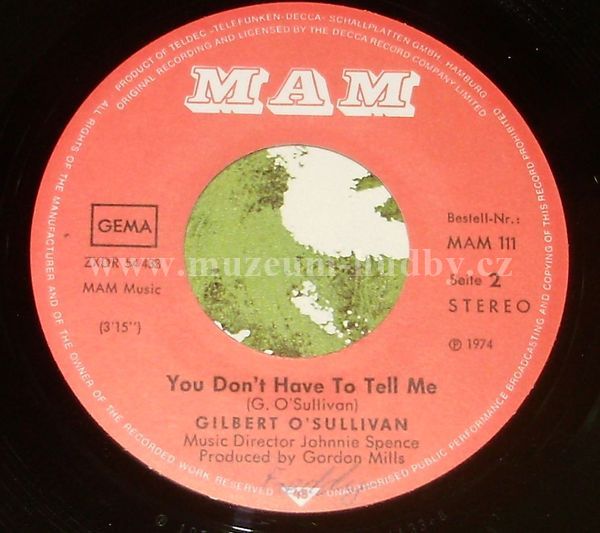 PRODUCT OF TELDEC »TELEFUNKEN-DECCA« SCHALLPLATTEN GMBH, HAMBURG
ORIGINAL RECORDING AND LICENSED BY THE DECCA RECORD COMPANY LIMITED
MAM
ALL RIGHTS OF THE MANUFACTURER AND OF THE OWNER OF THE RECORDED WORK RESERVED
UNAUTHORISED PUBLIC PERFORMANCE BROADCASTING AND COPYING OF THIS RECORD PROHIBITED
GEMA
MAM Music
(3'15'')
Bestell-Nr.:
MAM 111
Seite 2
STEREO
℗ 1974
www.muzeum-hudby.cz
You Don't Have To Tell Me
(G. O'Sullivan)
GILBERT O'SULLIVAN
Music Director Johnnie Spence
Produced by Gordon Mills
45